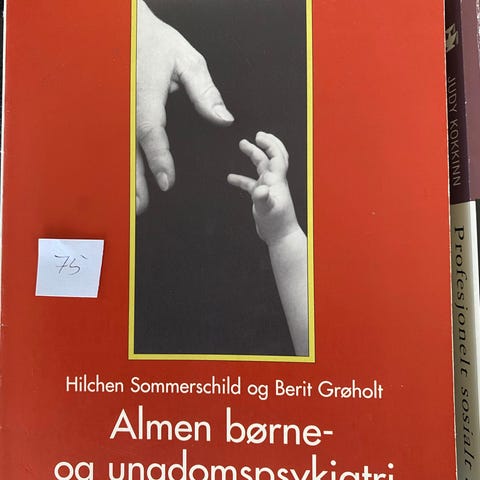 75
Hilchen Sommerschild og Berit Grøholt
Almen børne-
og ungdomspsykiatri
JUDY KOKKINN
Profesjonelt sosialt